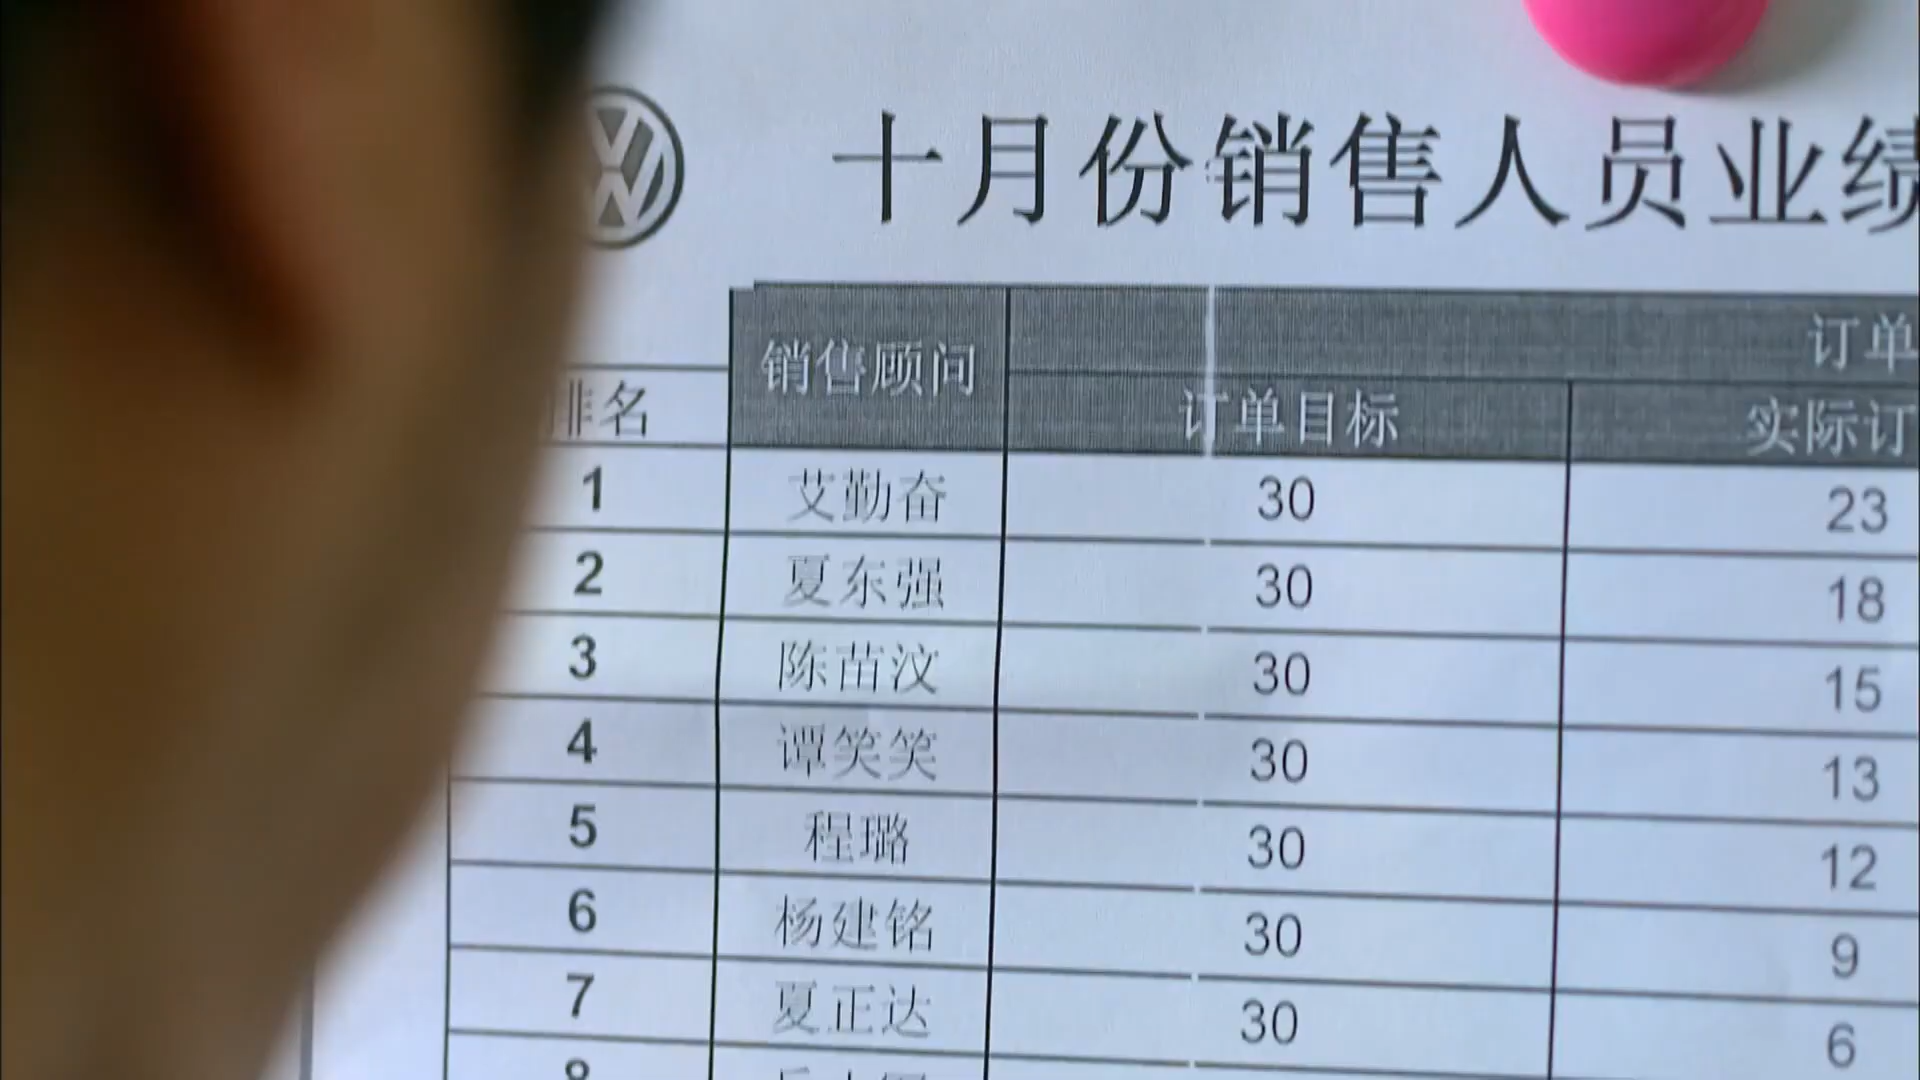 十月份销售人员业绩
订单
排名 销售顾问 订单目标 实际订
1 艾勤奋 30 23
2 夏东强 30 18
3 陈苗汶 30 15
4 谭笑笑 30 13
5 程璐 30 12
6 杨建铭 30 9
7 夏正达 30 6
8